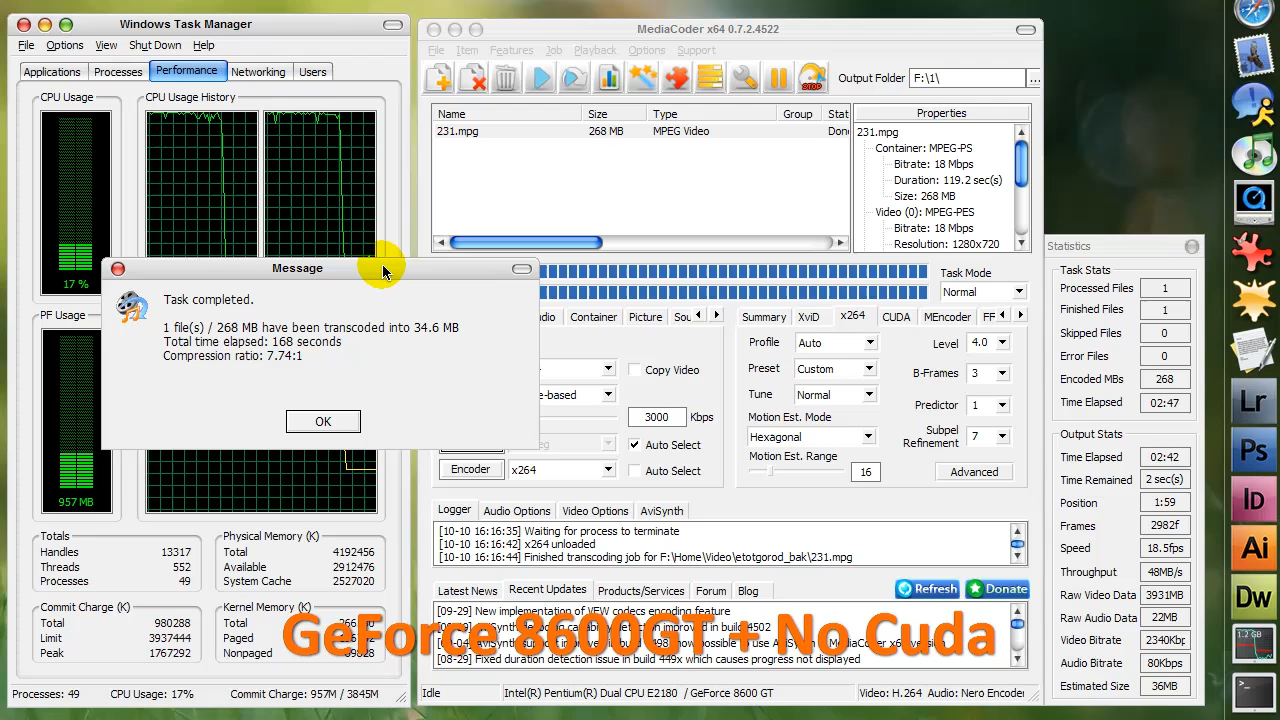 Windows Task Manager
File Options View Shut Down Help
Applications Processes Performance Networking Users
CPU Usage
CPU Usage History
17 %
PF Usage
957 MB
Totals
Handles 13317
Threads 552
Processes 49
Physical Memory (K)
Total 4192456
Available 2912476
System Cache 2527020
Commit Charge (K)
Total 980288
Limit 3937444
Peak 1767292
Kernel Memory (K)
Total
Paged
Nonpaged
Processes: 49 CPU Usage: 17% Commit Charge: 957M / 3845M
Message
Task completed.
1 file(s) / 268 MB have been transcoded into 34.6 MB
Total time elapsed: 168 seconds
Compression ratio: 7.74:1
OK
MediaCoder x64 0.7.2.4522
File Item Features Job Playback Options Support
STOP
Output Folder F:\1\ ...
Name Size Type Group Stat
231.mpg 268 MB MPEG Video Done
Properties
231.mpg
Container: MPEG-PS
Bitrate: 18 Mbps
Duration: 119.2 sec(s)
Size: 268 MB
Video (0): MPEG-PES
Bitrate: 18 Mbps
Resolution: 1280x720
Task Mode
Normal
dio Container Picture Sou
Copy Video
e-based
3000 Kbps
Auto Select
Encoder x264 Auto Select
Summary XviD x264 CUDA MEncoder FF
Profile Auto Level 4.0
Preset Custom B-Frames 3
Tune Normal Predictor 1
Motion Est. Mode
Hexagonal
Subpel Refinement. 7
Motion Est. Range
16
Advanced
Logger Audio Options Video Options AviSynth
[10-10 16:16:35] Waiting for process to terminate
[10-10 16:16:42] x264 unloaded
[10-10 16:16:44] Finished transcoding job for F:\Home\Video\etotgorod_bak\231.mpg
Latest News Recent Updates Products/Services Forum Blog Refresh Donate
[09-29] New implementation of VFW codecs encoding feature
[08-29] Fixed duration detection issue in build 449x which causes progress not displayed
Idle Intel(R) Pentium(R) Dual CPU E2180 / GeForce 8600 GT Video: H.264 Audio: Nero Encoder
GeForce 8600GT + No Cuda
Statistics
Task Stats
Processed Files 1
Finished Files 1
Skipped Files 0
Error Files 0
Encoded MBs 268
Time Elapsed 02:47
Output Stats
Time Elapsed 02:42
Time Remained 2 sec(s)
Position 1:59
Frames 2982f
Speed 18.5fps
Throughput 48MB/s
Raw Video Data 3931MB
Raw Audio Data 22MB
Video Bitrate 2340Kbp
Audio Bitrate 80Kbps
Estimated Size 36MB
Lr
Ps
Id
Ai
Dw
1.2 GB